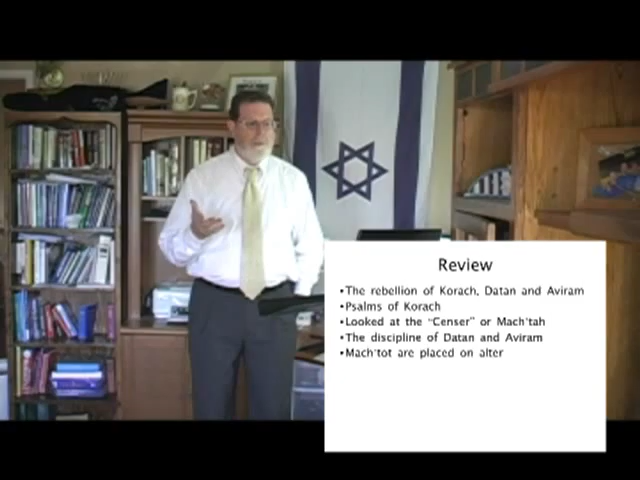 Review
•The rebellion of Korach, Datan and Aviram
•Psalms of Korach
•Looked at the "Censer" or Mach'tah
•The discipline of Datan and Aviram
•Mach'tot are placed on alter